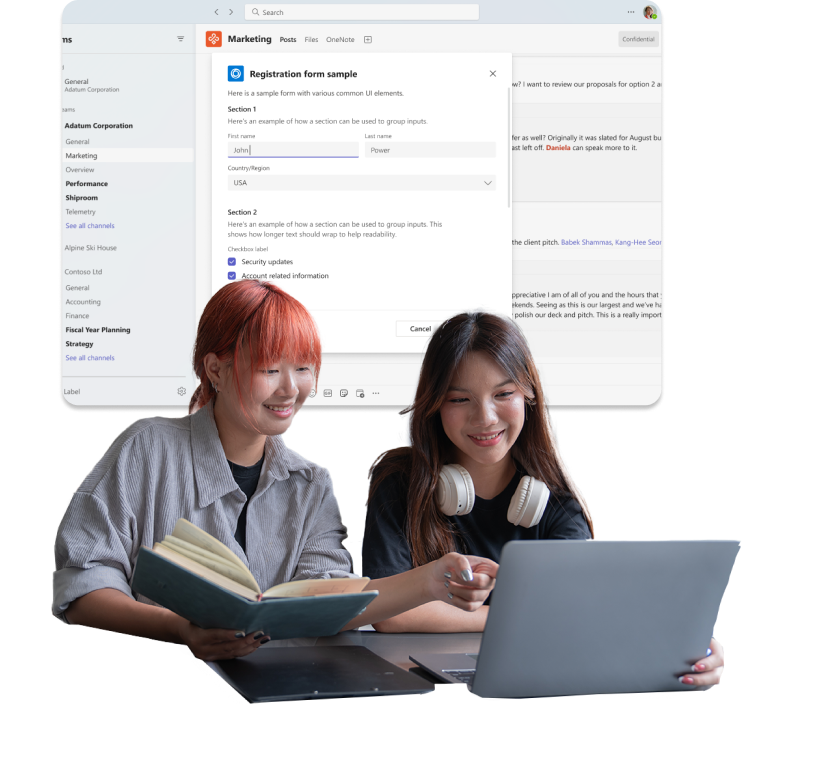 Search
ms
Marketing Posts Files OneNote
Confidential
General
Adatum Corporation
eams
Adatum Corporation
General
Marketing
Overview
Performance
Shiproom
Telemetry
See all channels
Alpine Ski House
Contoso Ltd
General
Accounting
Finance
Fiscal Year Planning
Strategy
See all channels
Label
Registration form sample
Here is a sample form with various common UI elements.
Section 1
Here's an example of how a section can be used to group inputs.
First name Last name
John Power
Country/Region
USA
Section 2
Here's an example of how a section can be used to group inputs. This
shows how longer text should wrap to help readability.
Checkbox label
Security updates
Account related information
Cancel
w? I want to review our proposals for option 2 a
fer as well? Originally it was slated for August bu
ast left off. Daniela can speak more to it.
the client pitch. Babek Shammas, Kang-Hee Seon
ppreciative I am of all of you and the hours that
ekends. Seeing as this is our largest and we've ha
polish our deck and pitch. This is a really import